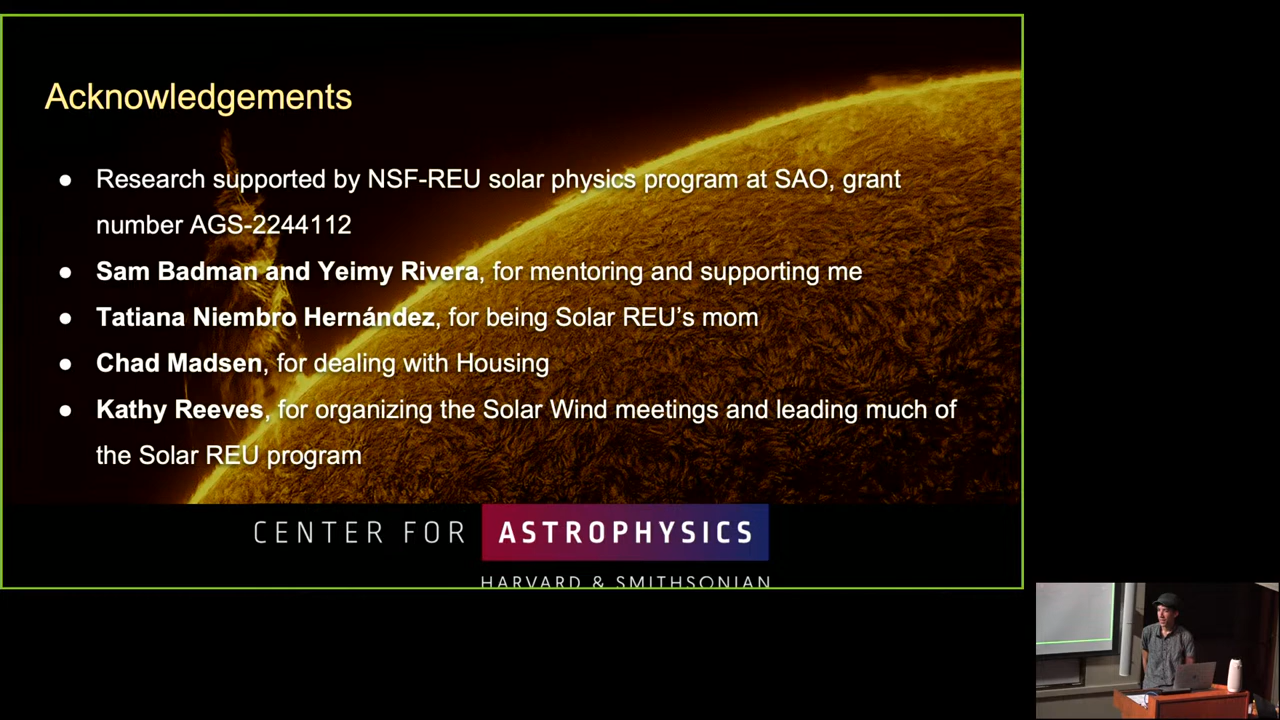 Acknowledgements
● Research supported by NSF-REU solar physics program at SAO, grant
number AGS-2244112
● Sam Badman and Yeimy Rivera, for mentoring and supporting me
● Tatiana Niembro Hernández, for being Solar REU’s mom
● Chad Madsen, for dealing with Housing
● Kathy Reeves, for organizing the Solar Wind meetings and leading much of
the Solar REU program
CENTER FOR ASTROPHYSICS
HARVARD & SMITHSONIAN